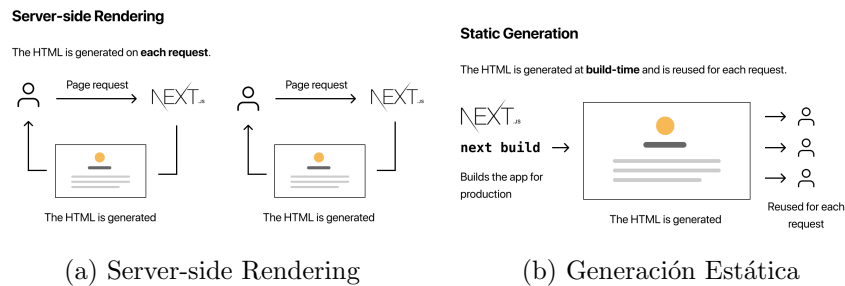 Server-side Rendering
The HTML is generated on each request.
Page request
NEXT.JS
The HTML is generated
Page request
NEXT.JS
The HTML is generated
(a) Server-side Rendering
Static Generation
The HTML is generated at build-time and is reused for each request.
NEXT.JS
next build
Builds the app for
production
The HTML is generated
Reused for each
request
(b) Generación Estática